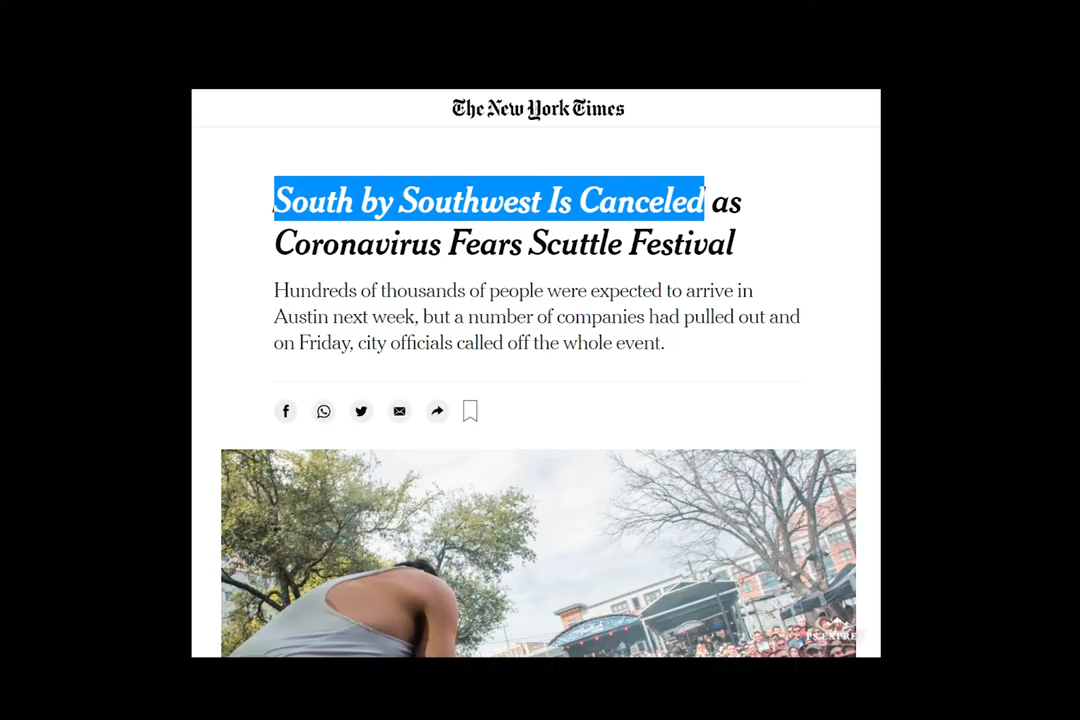 The New York Times
South by Southwest Is Canceled as
Coronavirus Fears Scuttle Festival
Hundreds of thousands of people were expected to arrive in
Austin next week, but a number of companies had pulled out and
on Friday, city officials called off the whole event.